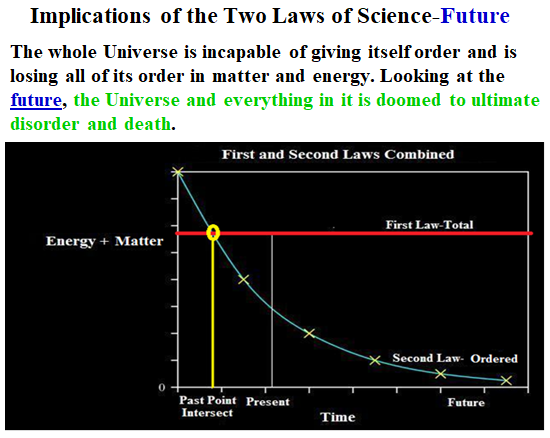 Implications of the Two Laws of Science-Future
The whole Universe is incapable of giving itself order and is
losing all of its order in matter and energy. Looking at the
future, the Universe and everything in it is doomed to ultimate
disorder and death.
First and Second Laws Combined
First Law-Total
Energy + Matter
Second Law- Ordered
0
Past Point Present Future
Intersect
Time